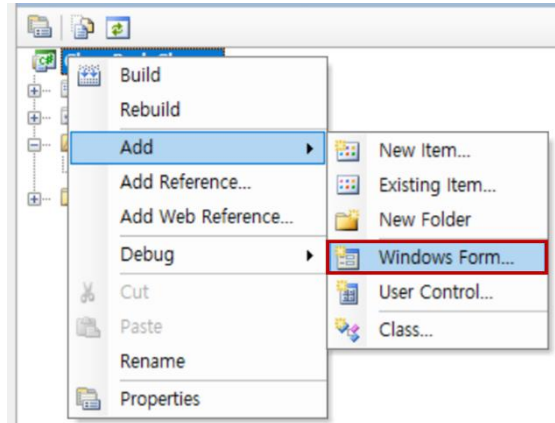 C#
Build
Rebuild
Add
Add Reference...
Add Web Reference...
Debug
Cut
Paste
Rename
Properties
New Item...
Existing Item...
New Folder
Windows Form...
User Control...
Class...